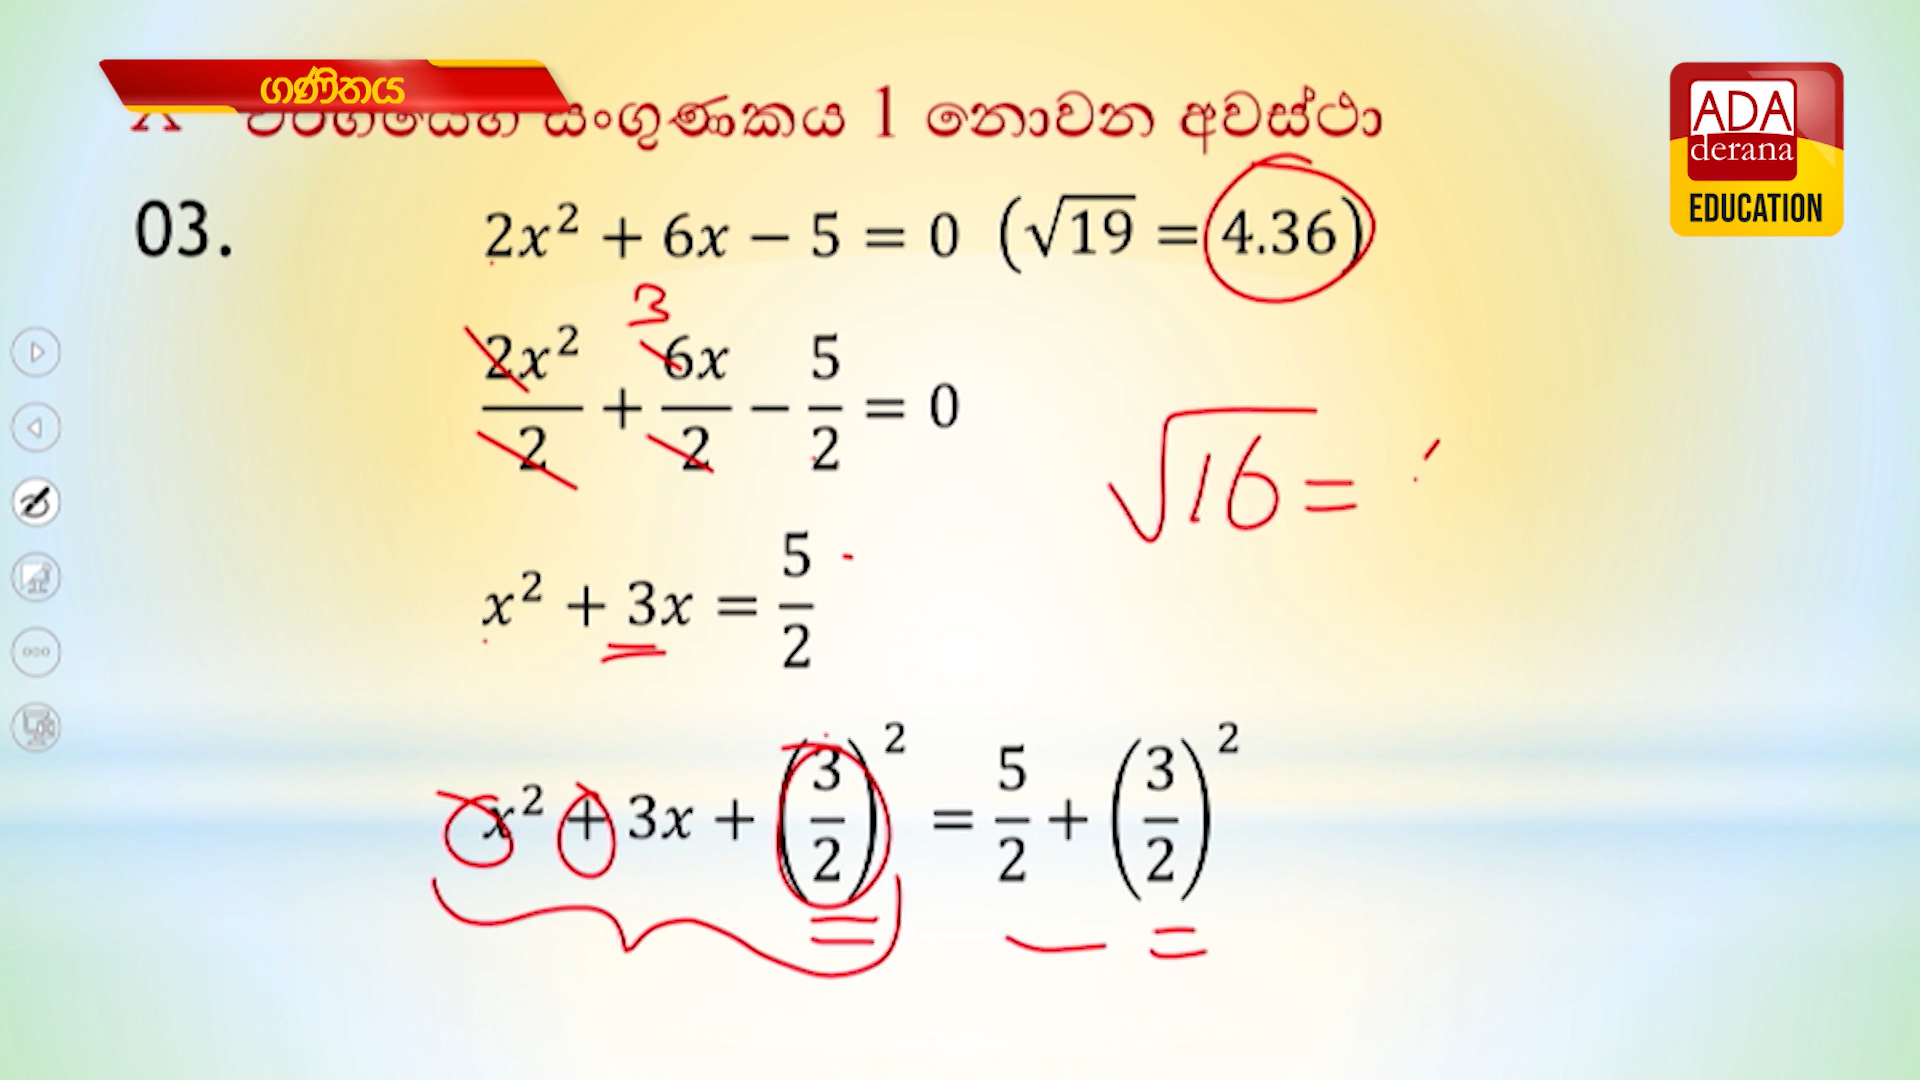 ගණිතය
සංගුණකය 1 නොවන අවස්ථා
ADA
derana
EDUCATION
03. 2x² + 6x − 5 = 0 (√19 = 4.36)
3
2x²/2 + 6x/2 − 5/2 = 0
√16 =
x² + 3x = 5/2
x² + 3x + (3/2)² = 5/2 + (3/2)²